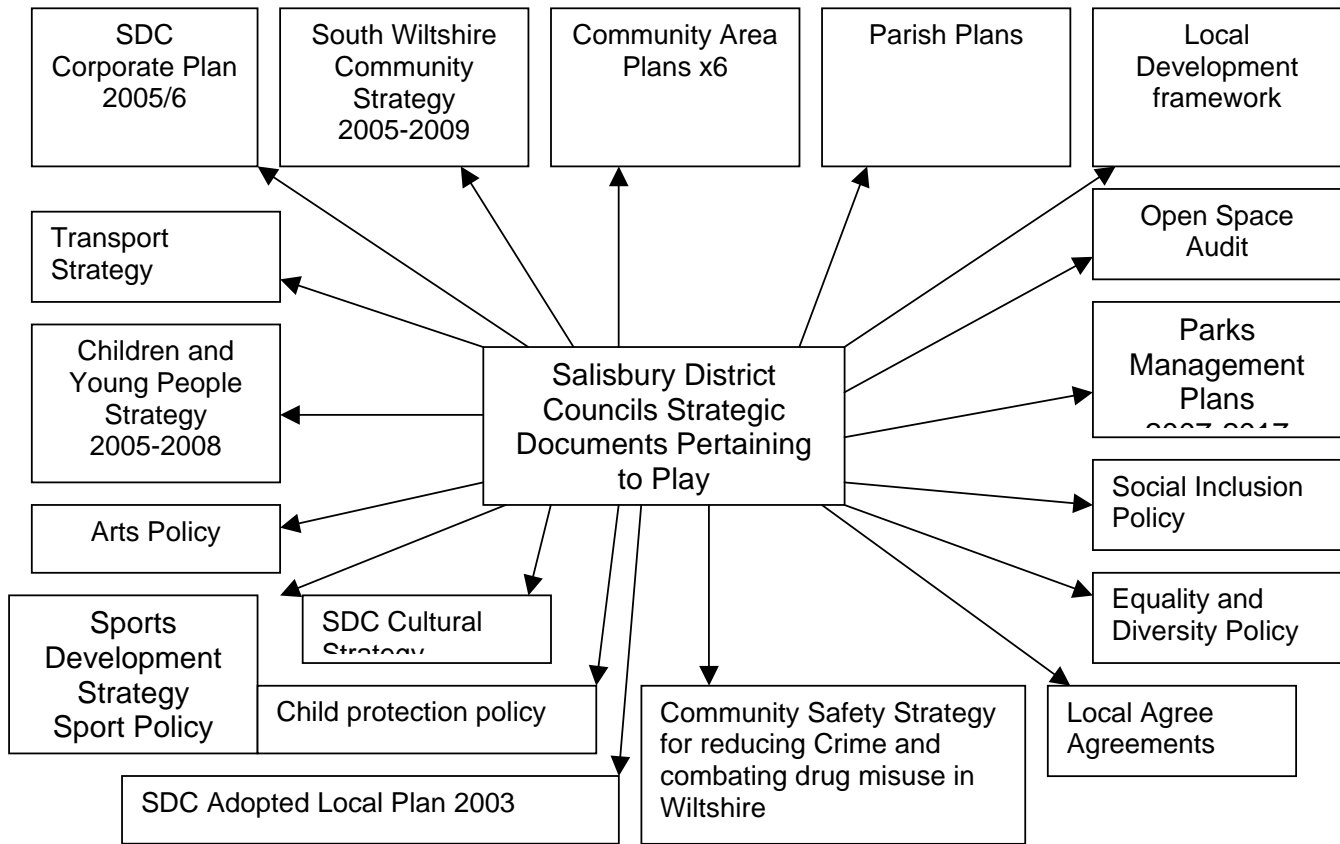 SDC
Corporate Plan
2005/6
South Wiltshire
Community
Strategy
2005-2009
Community Area
Plans x6
Parish Plans
Local
Development
framework
Transport
Strategy
Open Space
Audit
Children and
Young People
Strategy
2005-2008
Salisbury District
Councils Strategic
Documents Pertaining
to Play
Parks
Management
Plans
2007-2017
Arts Policy
Social Inclusion
Policy
Sports
Development
Strategy
Sport Policy
SDC Cultural
Strategy
Equality and
Diversity Policy
Child protection policy
Community Safety Strategy
for reducing Crime and
combating drug misuse in
Wiltshire
Local Agree
Agreements
SDC Adopted Local Plan 2003